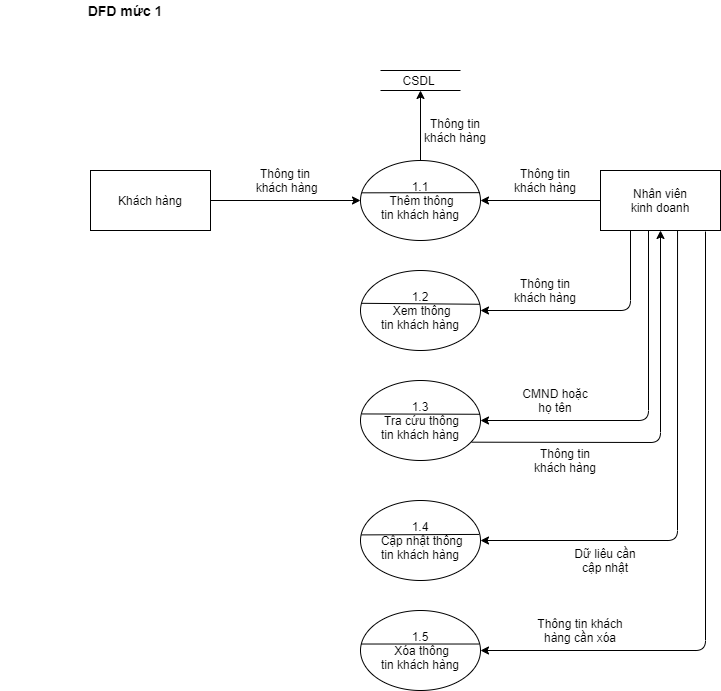 DFD mức 1
CSDL
Thông tin
khách hàng
Khách hàng
Thông tin
khách hàng
1.1
Thêm thông
tin khách hàng
Thông tin
khách hàng
Nhân viên
kinh doanh
1.2
Xem thông
tin khách hàng
Thông tin
khách hàng
1.3
Tra cứu thông
tin khách hàng
CMND hoặc
họ tên
Thông tin
khách hàng
1.4
Cập nhật thông
tin khách hàng
Dữ liêu cần
cập nhật
1.5
Xóa thông
tin khách hàng
Thông tin khách
hàng cần xóa